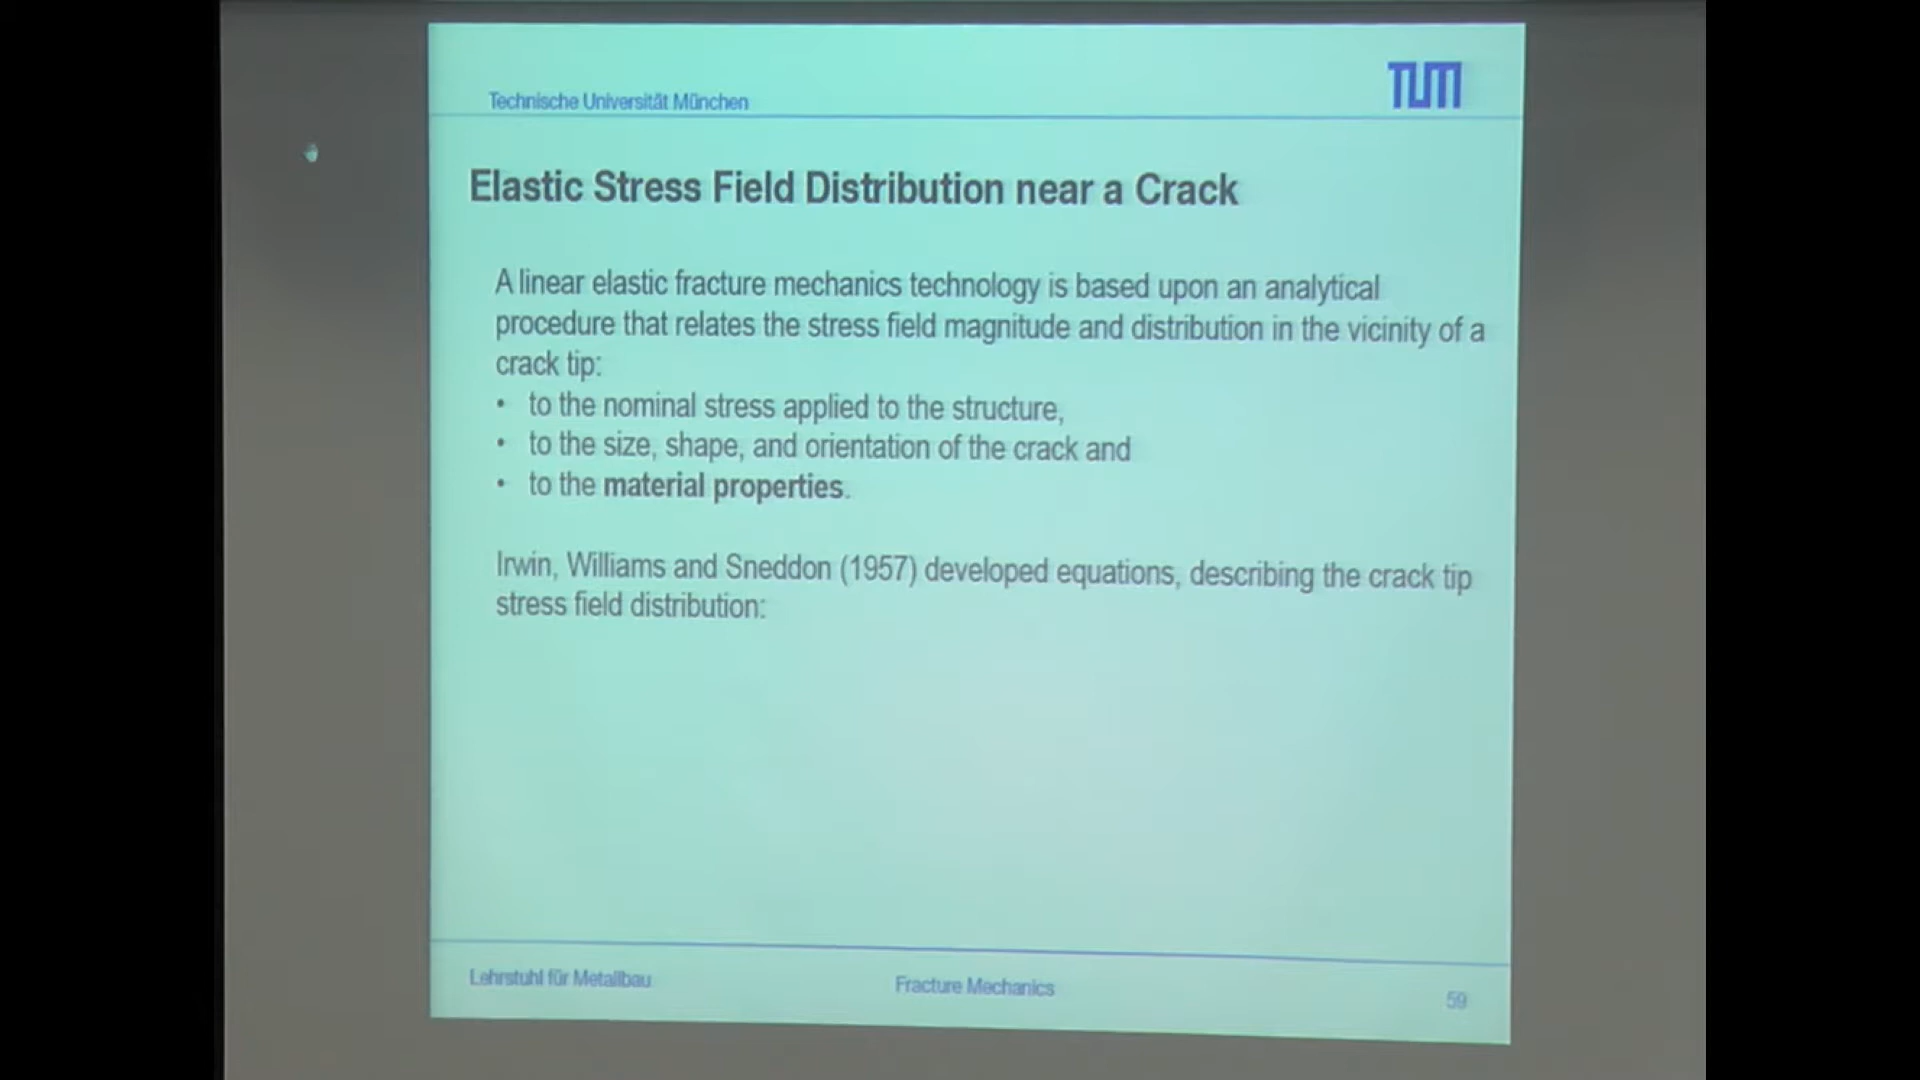 Technische Universität München
TUM
Elastic Stress Field Distribution near a Crack
A linear elastic fracture mechanics technology is based upon an analytical
procedure that relates the stress field magnitude and distribution in the vicinity of a
crack tip:
• to the nominal stress applied to the structure,
• to the size, shape, and orientation of the crack and
• to the material properties.
Irwin, Williams and Sneddon (1957) developed equations, describing the crack tip
stress field distribution:
Lehrstuhl für Metallbau
Fracture Mechanics
59